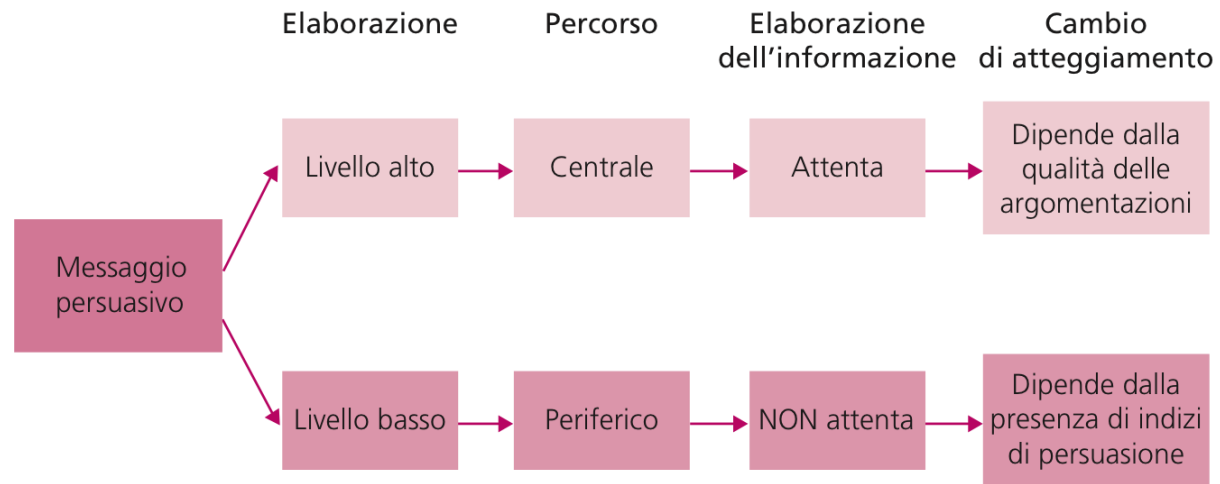 Elaborazione
Percorso
Elaborazione
dell'informazione
Cambio
di atteggiamento
Messaggio
persuasivo
Livello alto
Centrale
Attenta
Dipende dalla
qualità delle
argomentazioni
Livello basso
Periferico
NON attenta
Dipende dalla
presenza di indizi
di persuasione